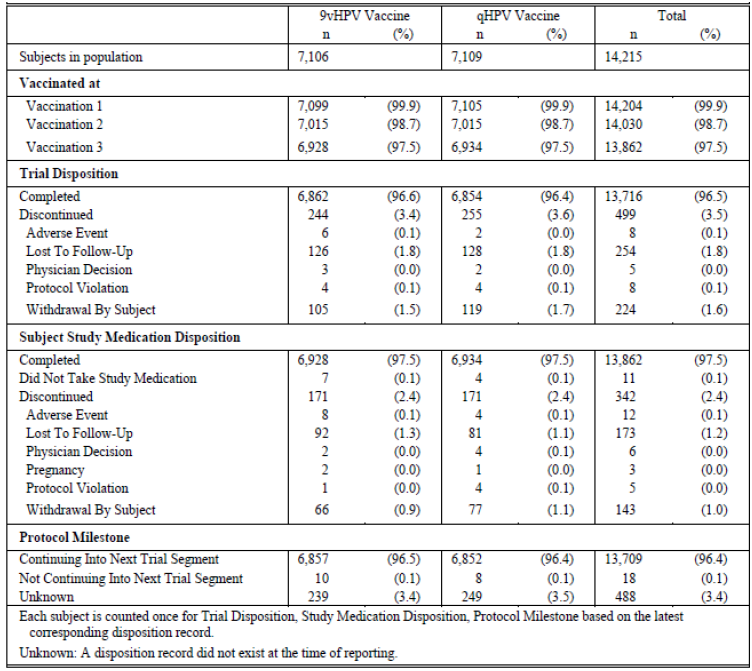 9vHPV Vaccine qHPV Vaccine Total
n (%) n (%) n (%)
Subjects in population 7,106 7,109 14,215
Vaccinated at
Vaccination 1 7,099 (99.9) 7,105 (99.9) 14,204 (99.9)
Vaccination 2 7,015 (98.7) 7,015 (98.7) 14,030 (98.7)
Vaccination 3 6,928 (97.5) 6,934 (97.5) 13,862 (97.5)
Trial Disposition
Completed 6,862 (96.6) 6,854 (96.4) 13,716 (96.5)
Discontinued 244 (3.4) 255 (3.6) 499 (3.5)
Adverse Event 6 (0.1) 2 (0.0) 8 (0.1)
Lost To Follow-Up 126 (1.8) 128 (1.8) 254 (1.8)
Physician Decision 3 (0.0) 2 (0.0) 5 (0.0)
Protocol Violation 4 (0.1) 4 (0.1) 8 (0.1)
Withdrawal By Subject 105 (1.5) 119 (1.7) 224 (1.6)
Subject Study Medication Disposition
Completed 6,928 (97.5) 6,934 (97.5) 13,862 (97.5)
Did Not Take Study Medication 7 (0.1) 4 (0.1) 11 (0.1)
Discontinued 171 (2.4) 171 (2.4) 342 (2.4)
Adverse Event 8 (0.1) 4 (0.1) 12 (0.1)
Lost To Follow-Up 92 (1.3) 81 (1.1) 173 (1.2)
Physician Decision 2 (0.0) 4 (0.1) 6 (0.0)
Pregnancy 2 (0.0) 1 (0.0) 3 (0.0)
Protocol Violation 1 (0.0) 4 (0.1) 5 (0.0)
Withdrawal By Subject 66 (0.9) 77 (1.1) 143 (1.0)
Protocol Milestone
Continuing Into Next Trial Segment 6,857 (96.5) 6,852 (96.4) 13,709 (96.4)
Not Continuing Into Next Trial Segment 10 (0.1) 8 (0.1) 18 (0.1)
Unknown 239 (3.4) 249 (3.5) 488 (3.4)
Each subject is counted once for Trial Disposition, Study Medication Disposition, Protocol Milestone based on the latest
corresponding disposition record.
Unknown: A disposition record did not exist at the time of reporting.